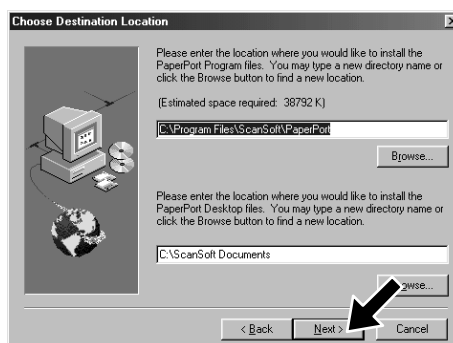 Choose Destination Location
Please enter the location where you would like to install the
PaperPort Program files. You may type a new directory name or
click the Browse button to find a new location.
(Estimated space required: 38792 K)
C:\Program Files\ScanSoft\PaperPort
Browse...
Please enter the location where you would like to install the
PaperPort Desktop files. You may type a new directory name or
click the Browse button to find a new location.
C:\ScanSoft Documents
owse...
< Back Next > Cancel